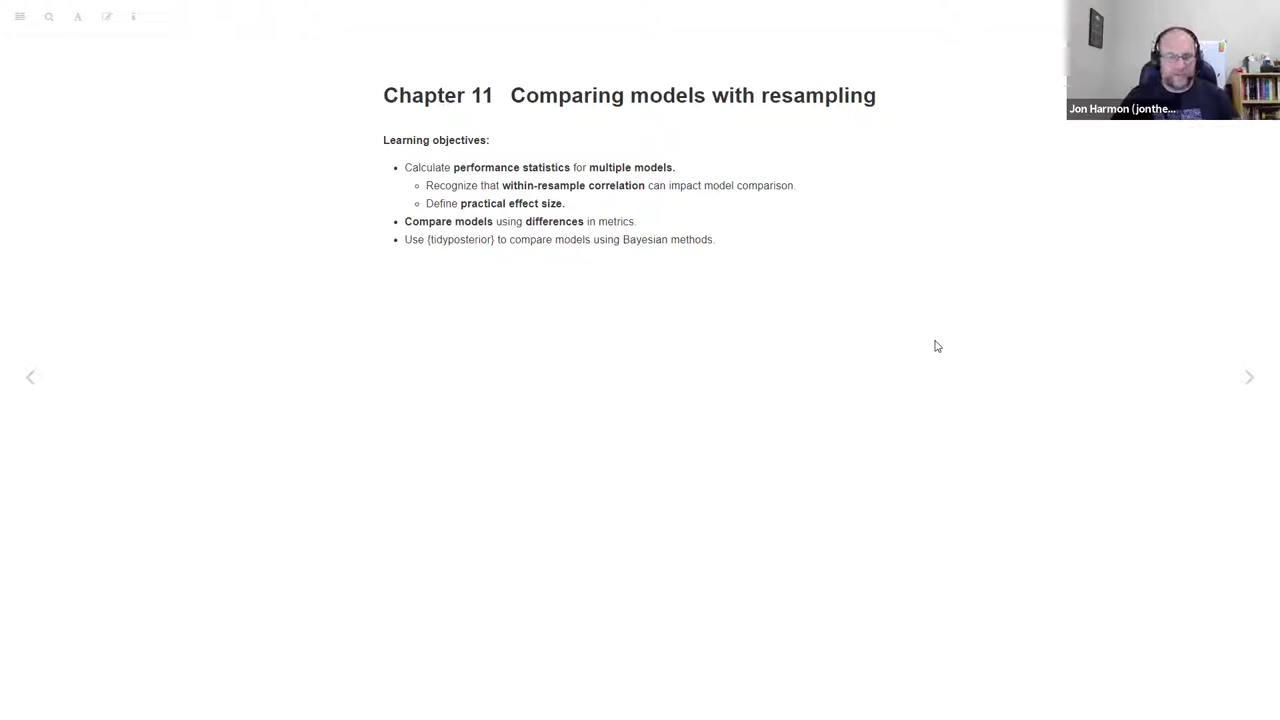 Chapter 11 Comparing models with resampling
Learning objectives:
• Calculate performance statistics for multiple models.
◦ Recognize that within-resample correlation can impact model comparison.
◦ Define practical effect size.
• Compare models using differences in metrics.
• Use {tidyposterior} to compare models using Bayesian methods.
Jon Harmon (jonthe...